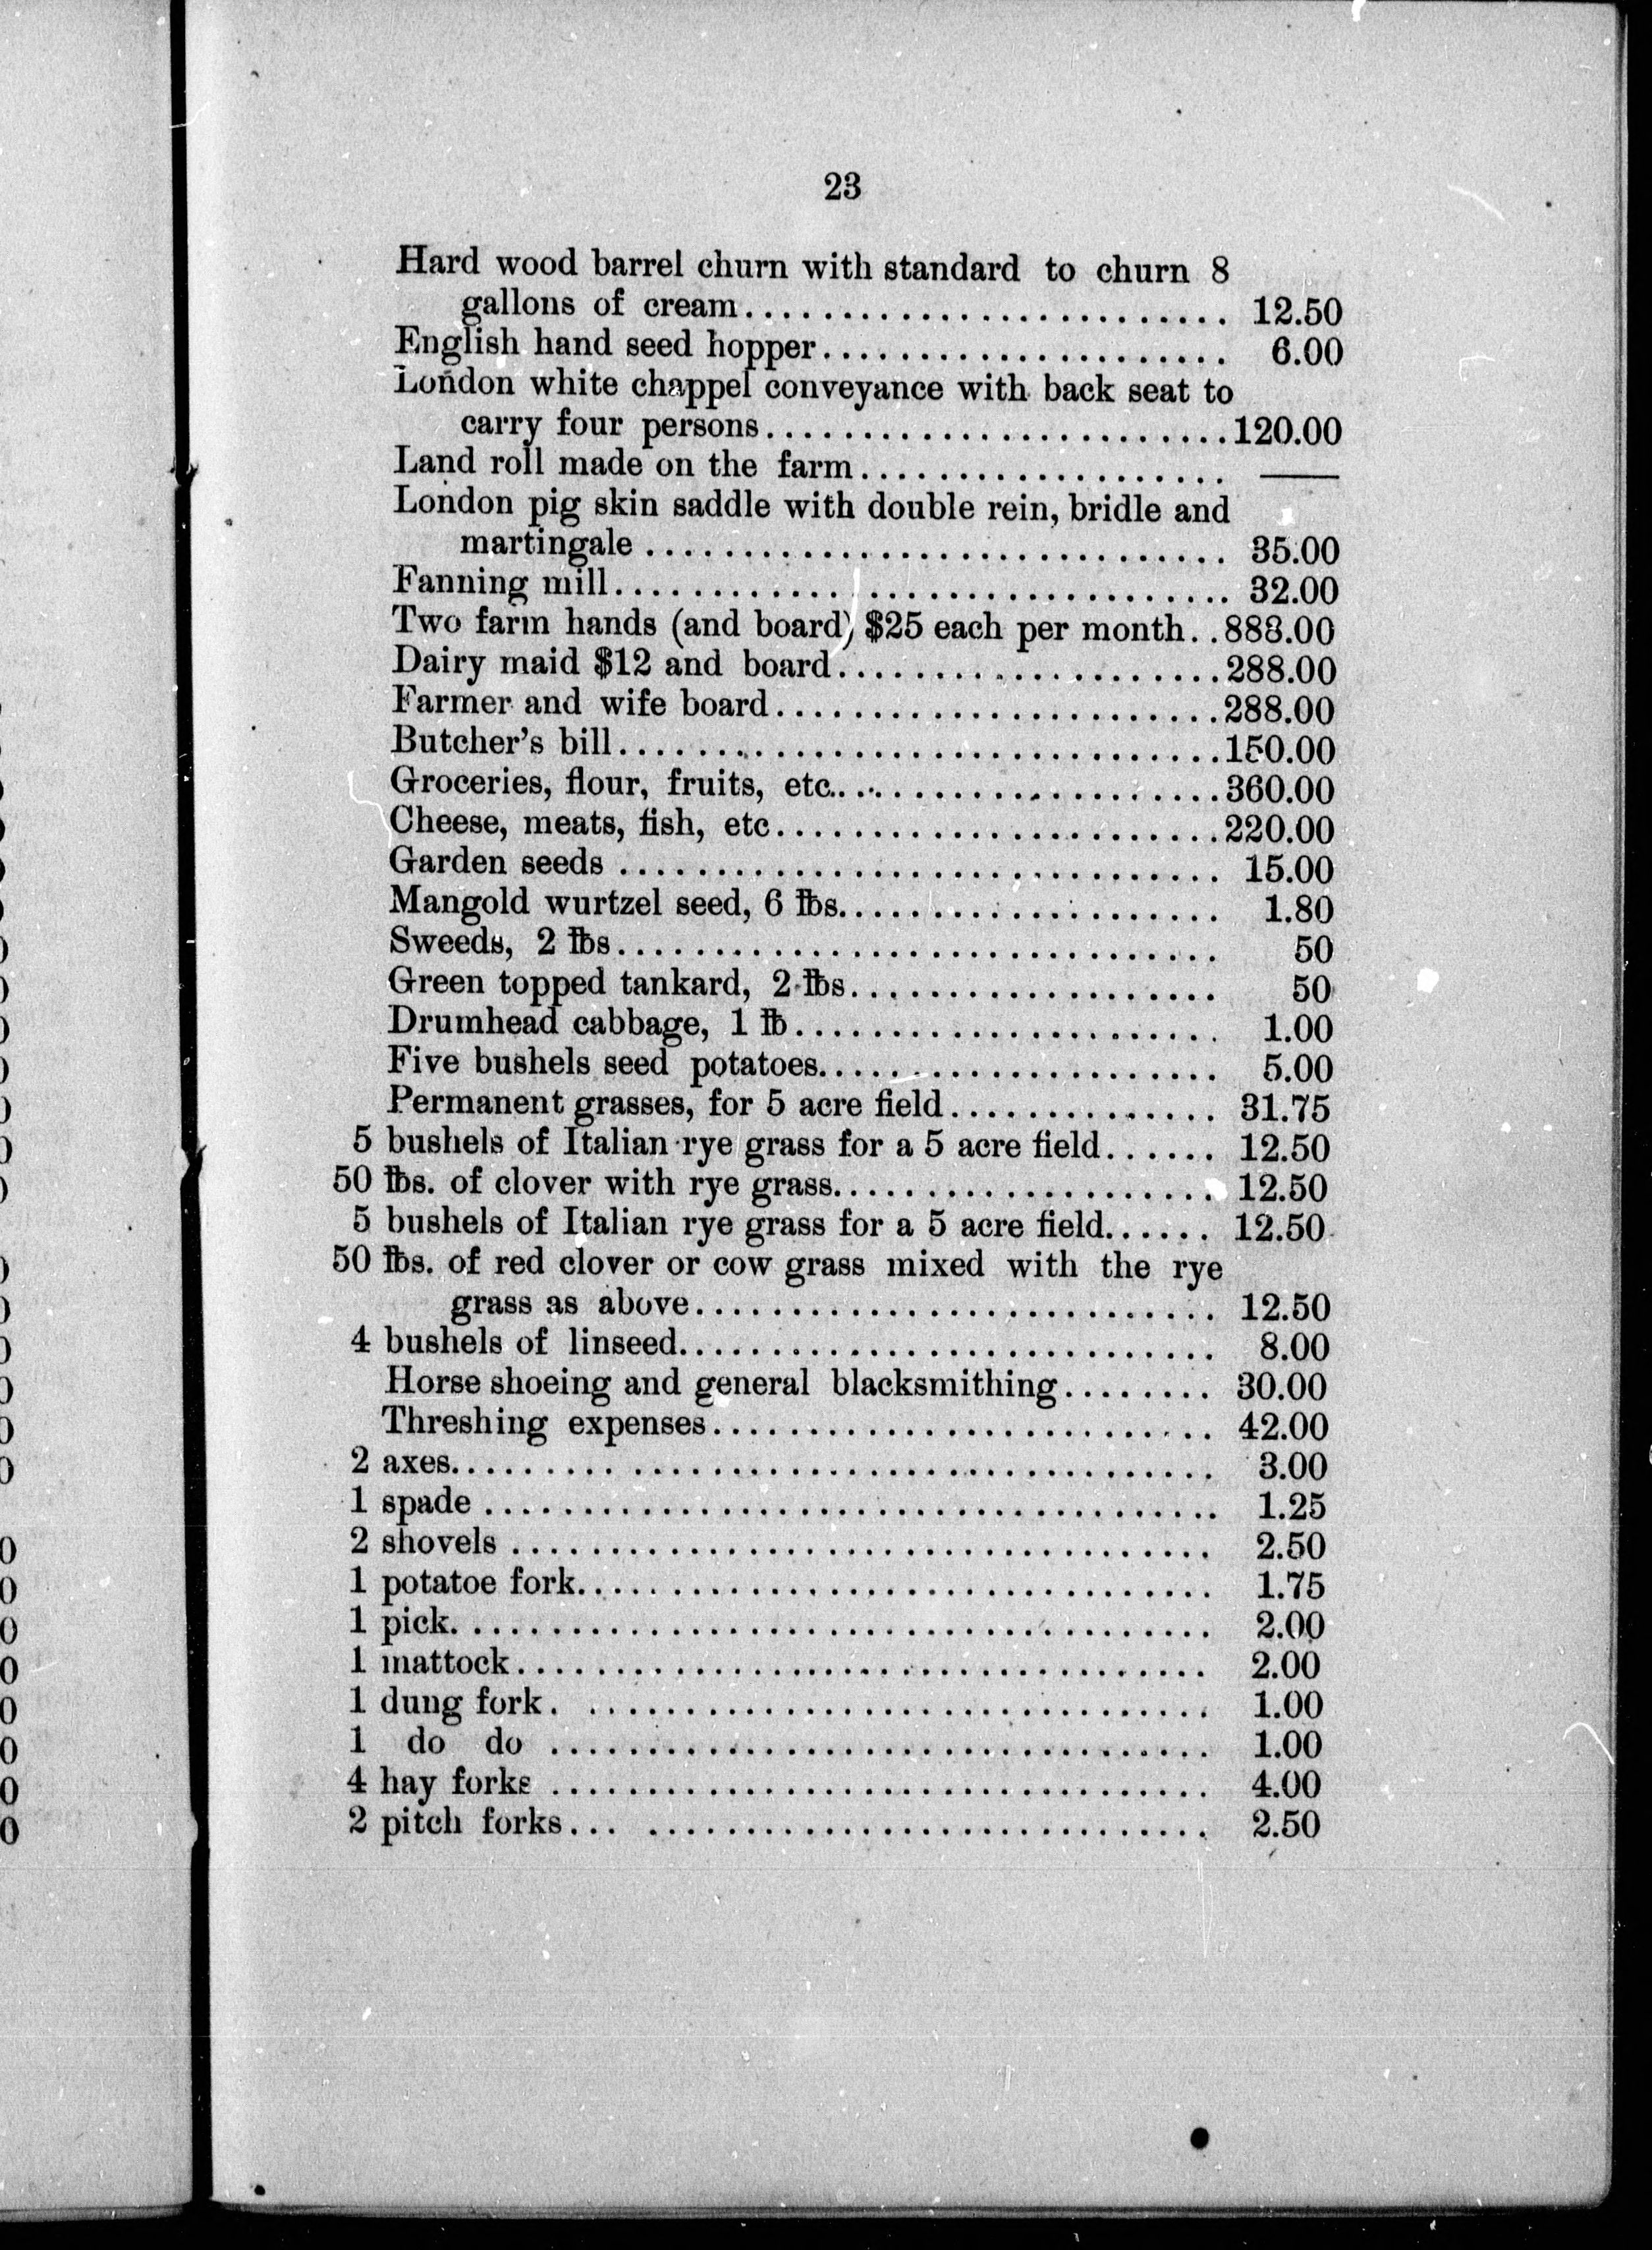 23
Hard wood barrel churn with standard to churn 8
gallons of cream.......................... 12.50
English hand seed hopper..................... 6.00
London white chappel conveyance with back seat to
carry four persons........................120.00
Land roll made on the farm................... ——
London pig skin saddle with double rein, bridle and
martingale .............................. 35.00
Fanning mill................................ 32.00
Two farm hands (and board) $25 each per month..888.00
Dairy maid $12 and board....................288.00
Farmer and wife board.......................288.00
Butcher's bill...............................150.00
Groceries, flour, fruits, etc......................360.00
Cheese, meats, fish, etc.......................220.00
Garden seeds ............................... 15.00
Mangold wurtzel seed, 6 ℔s.................... 1.80
Sweeds, 2 ℔s............................... 50
Green topped tankard, 2 ℔s................... 50
Drumhead cabbage, 1 ℔...................... 1.00
Five bushels seed potatoes..................... 5.00
Permanent grasses, for 5 acre field.............. 31.75
5 bushels of Italian rye grass for a 5 acre field...... 12.50
50 ℔s. of clover with rye grass.................... 12.50
5 bushels of Italian rye grass for a 5 acre field...... 12.50
50 ℔s. of red clover or cow grass mixed with the rye
grass as above........................... 12.50
4 bushels of linseed............................ 8.00
Horse shoeing and general blacksmithing........ 30.00
Threshing expenses.......................... 42.00
2 axes....................................... 3.00
1 spade ...................................... 1.25
2 shovels .................................... 2.50
1 potatoe fork................................. 1.75
1 pick........................................ 2.00
1 mattock.................................... 2.00
1 dung fork. ................................ 1.00
1 do do .................................. 1.00
4 hay forks .................................. 4.00
2 pitch forks... ............................. 2.50